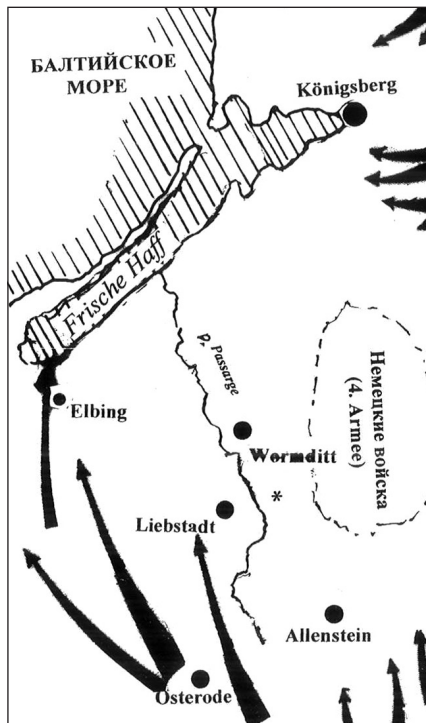 БАЛТИЙСКОЕ
МОРЕ
Königsberg
Frische Haff
р. Passarge
Немецкие войска
(4. Armee)
Elbing
Wormditt
*
Liebstadt
Allenstein
Osterode